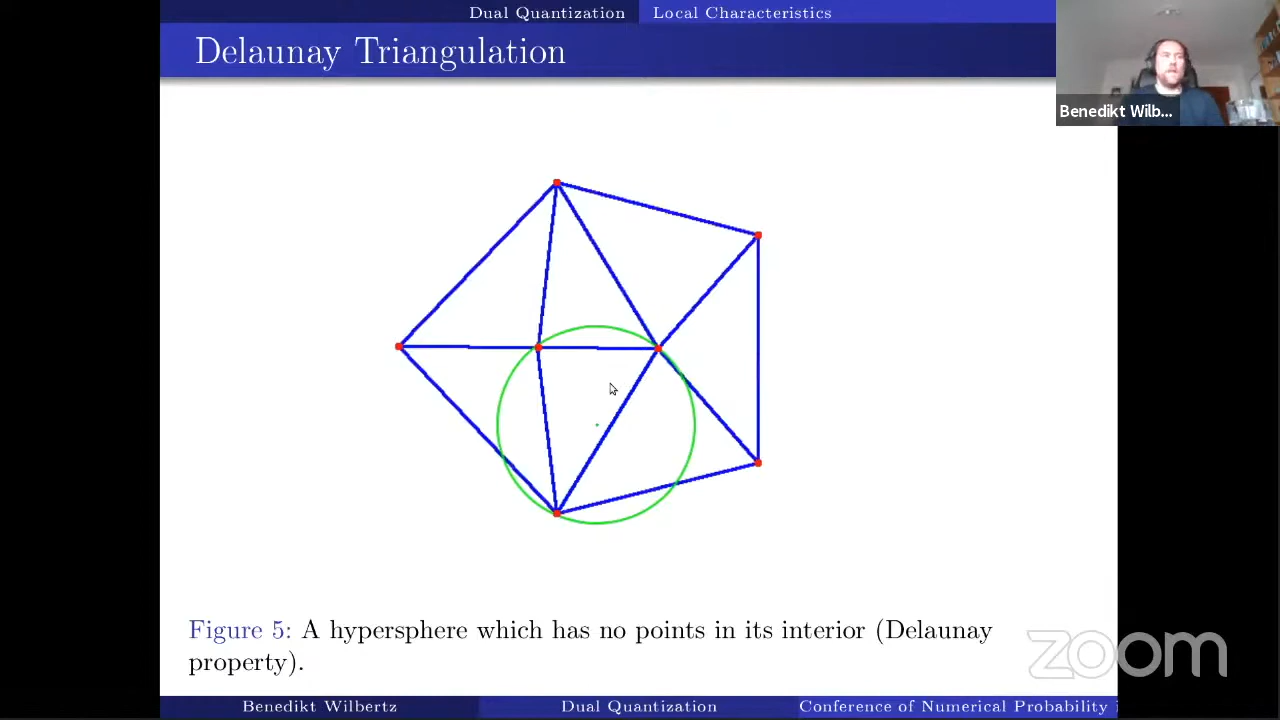 Dual Quantization Local Characteristics
Delaunay Triangulation
Benedikt Wilb...
Figure 5: A hypersphere which has no points in its interior (Delaunay
property).
zoom
Benedikt Wilbertz Dual Quantization Conference of Numerical Probability i